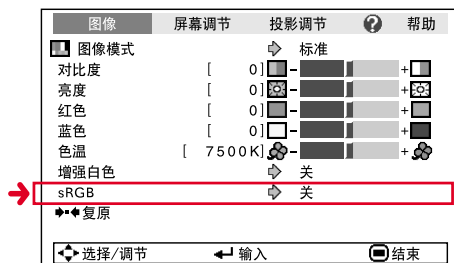 图像 屏幕调节 投影调节 ? 帮助
图像模式 标准
对比度 [ 0] - +
亮度 [ 0] - +
红色 [ 0] - +
蓝色 [ 0] - +
色温 [ 7500K] - +
增强白色 关
sRGB 关
复原
选择/调节 输入 结束